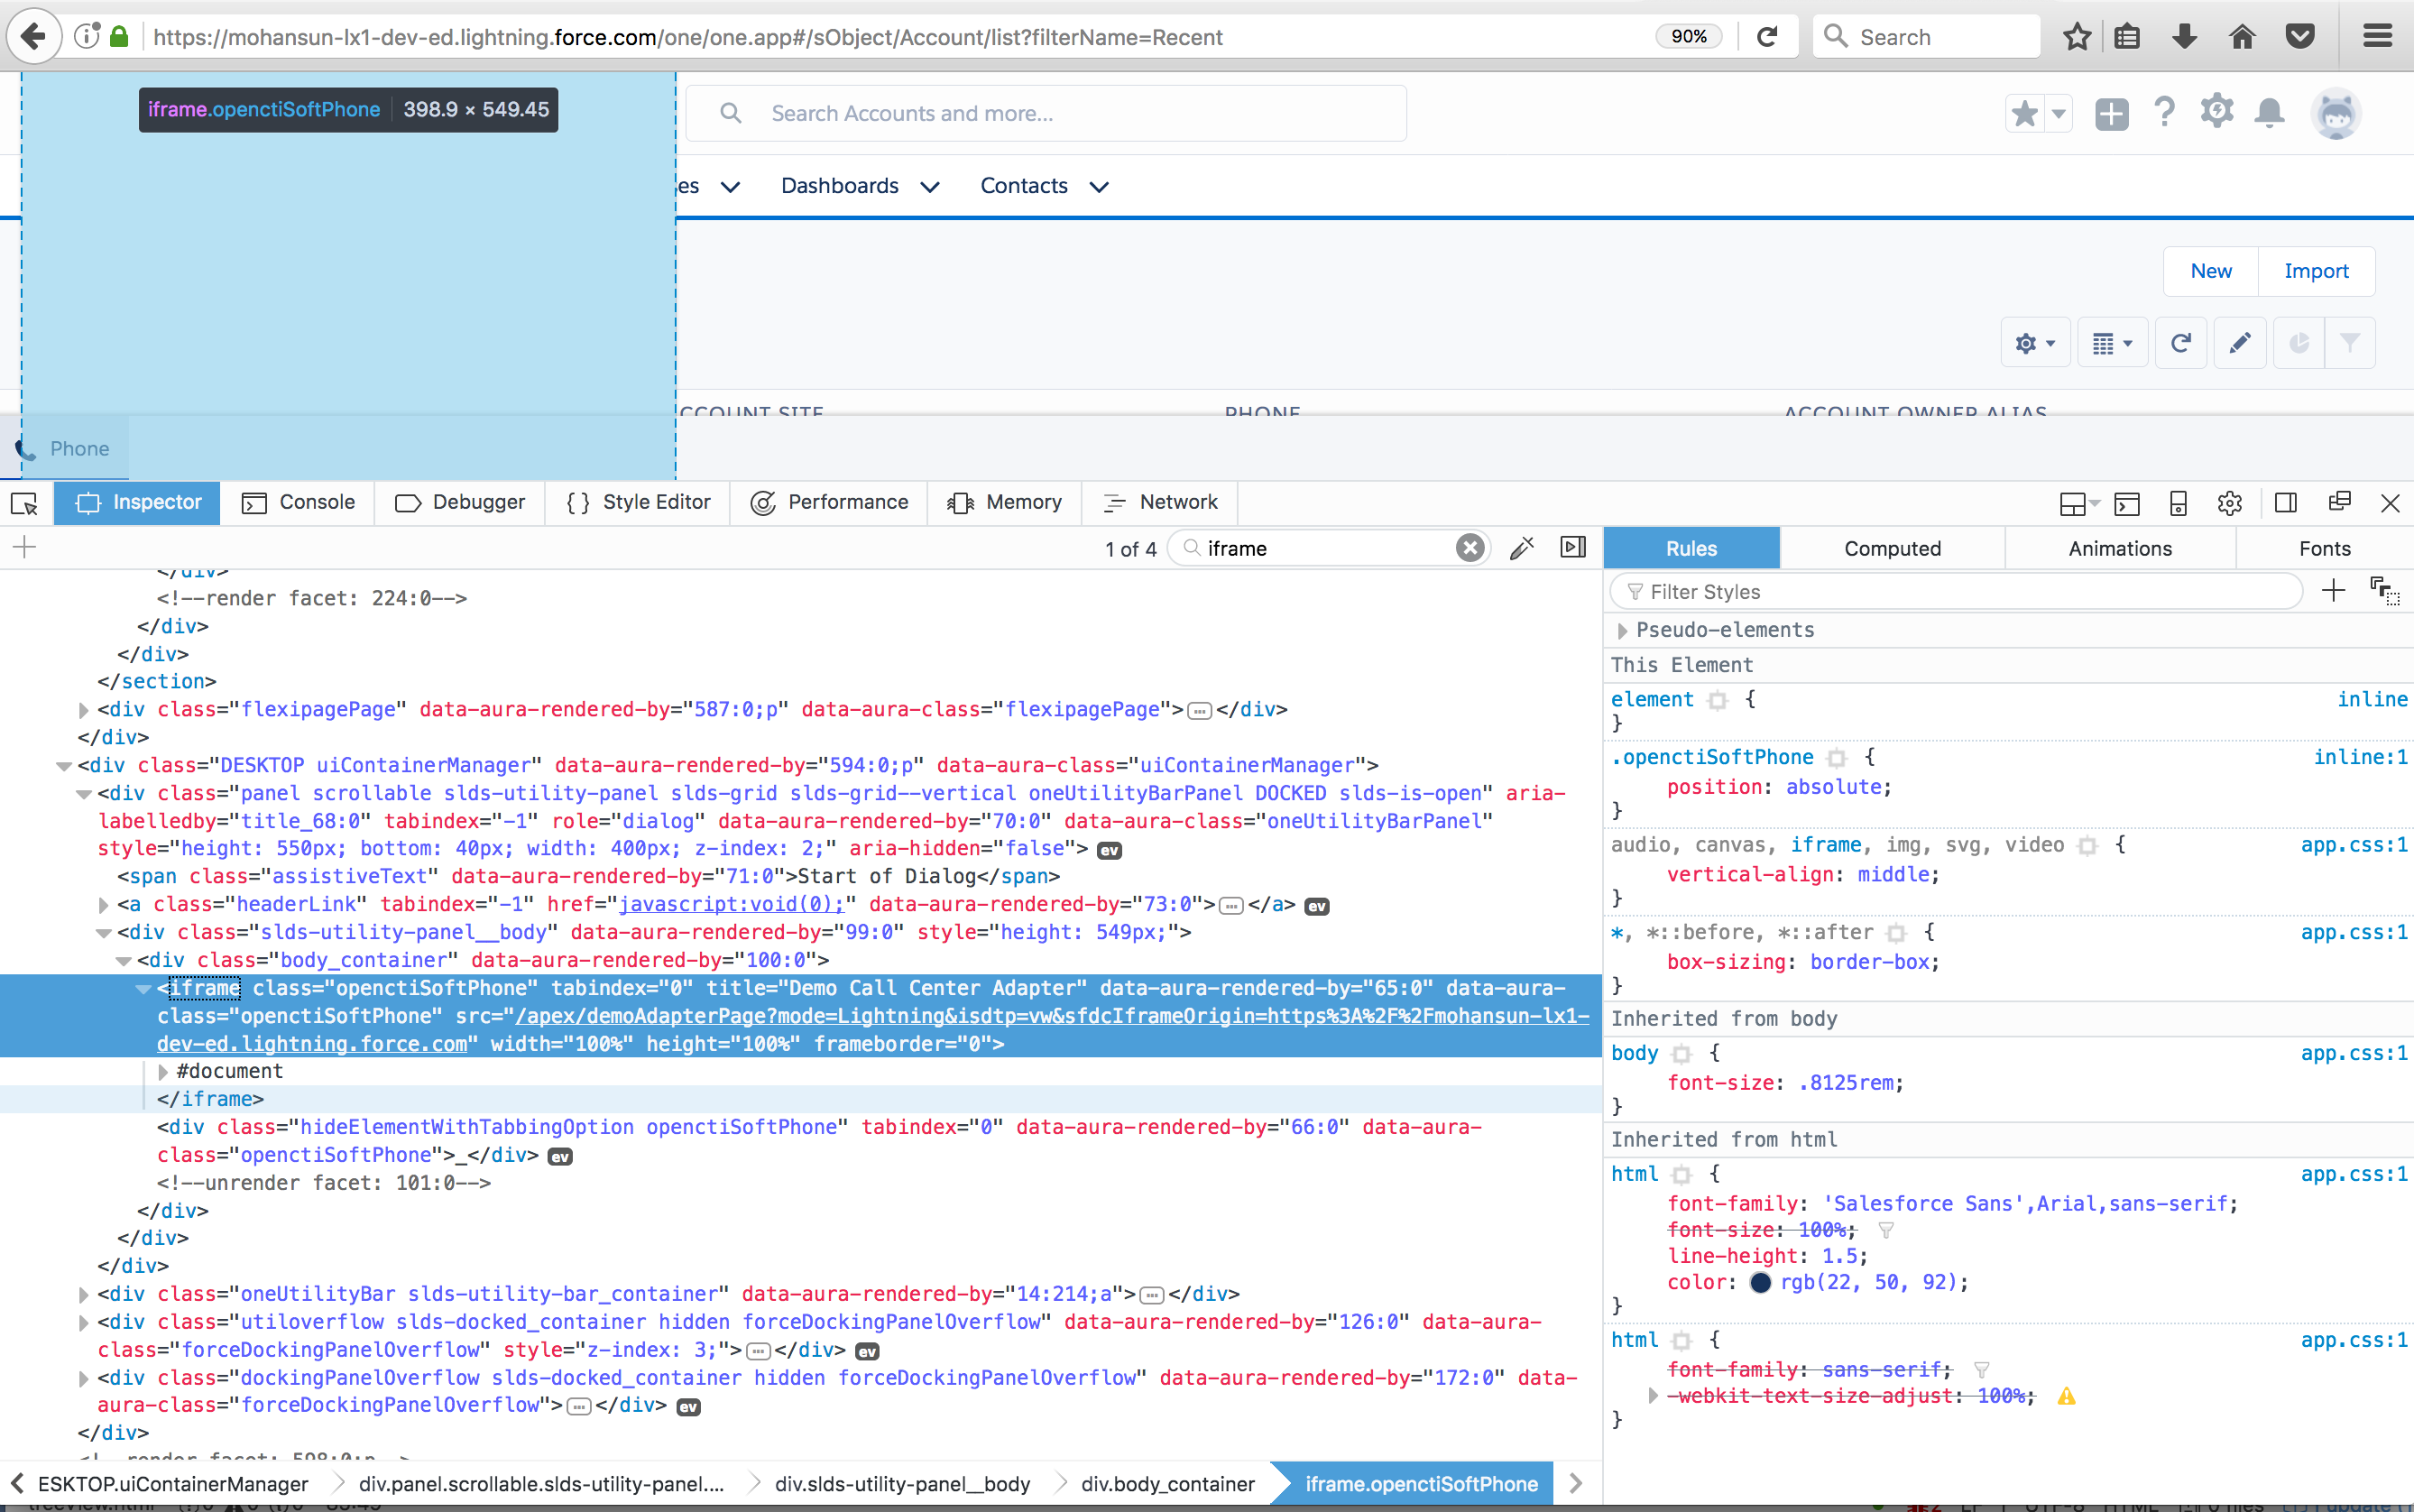 https://mohansun-lx1-dev-ed.lightning.force.com/one/one.app#/sObject/Account/list?filterName=Recent
90%
Search
iframe.openctiSoftPhone 398.9 × 549.45
Search Accounts and more...
es Dashboards Contacts
New Import
CCOUNT SITE PHONE ACCOUNT OWNER ALIAS
Phone
Inspector Console Debugger { } Style Editor Performance Memory Network
1 of 4 iframe
Rules Computed Animations Fonts
Filter Styles
</div>
<!--render facet: 224:0-->
</div>
</div>
</section>
<div class="flexipagePage" data-aura-rendered-by="587:0;p" data-aura-class="flexipagePage">…</div>
</div>
<div class="DESKTOP uiContainerManager" data-aura-rendered-by="594:0;p" data-aura-class="uiContainerManager">
<div class="panel scrollable slds-utility-panel slds-grid slds-grid--vertical oneUtilityBarPanel DOCKED slds-is-open" aria-
labelledby="title_68:0" tabindex="-1" role="dialog" data-aura-rendered-by="70:0" data-aura-class="oneUtilityBarPanel"
style="height: 550px; bottom: 40px; width: 400px; z-index: 2;" aria-hidden="false"> ev
<span class="assistiveText" data-aura-rendered-by="71:0">Start of Dialog</span>
<a class="headerLink" tabindex="-1" href="javascript:void(0);" data-aura-rendered-by="73:0">…</a> ev
<div class="slds-utility-panel__body" data-aura-rendered-by="99:0" style="height: 549px;">
<div class="body_container" data-aura-rendered-by="100:0">
<iframe class="openctiSoftPhone" tabindex="0" title="Demo Call Center Adapter" data-aura-rendered-by="65:0" data-aura-
class="openctiSoftPhone" src="/apex/demoAdapterPage?mode=Lightning&isdtp=vw&sfdcIframeOrigin=https%3A%2F%2Fmohansun-lx1-
dev-ed.lightning.force.com" width="100%" height="100%" frameborder="0">
#document
</iframe>
<div class="hideElementWithTabbingOption openctiSoftPhone" tabindex="0" data-aura-rendered-by="66:0" data-aura-
class="openctiSoftPhone">_</div> ev
<!--unrender facet: 101:0-->
</div>
</div>
</div>
<div class="oneUtilityBar slds-utility-bar_container" data-aura-rendered-by="14:214;a">…</div>
<div class="utiloverflow slds-docked_container hidden forceDockingPanelOverflow" data-aura-rendered-by="126:0" data-aura-
class="forceDockingPanelOverflow" style="z-index: 3;">…</div> ev
<div class="dockingPanelOverflow slds-docked_container hidden forceDockingPanelOverflow" data-aura-rendered-by="172:0" data-
aura-class="forceDockingPanelOverflow">…</div> ev
</div>
Pseudo-elements
This Element
element { inline
}
.openctiSoftPhone { inline:1
position: absolute;
}
audio, canvas, iframe, img, svg, video { app.css:1
vertical-align: middle;
}
*, *::before, *::after { app.css:1
box-sizing: border-box;
}
Inherited from body
body { app.css:1
font-size: .8125rem;
}
Inherited from html
html { app.css:1
font-family: 'Salesforce Sans',Arial,sans-serif;
font-size: 100%;
line-height: 1.5;
color: rgb(22, 50, 92);
}
html { app.css:1
font-family: sans-serif;
-webkit-text-size-adjust: 100%;
}
ESKTOP.uiContainerManager div.panel.scrollable.slds-utility-panel.... div.slds-utility-panel__body div.body_container iframe.openctiSoftPhone